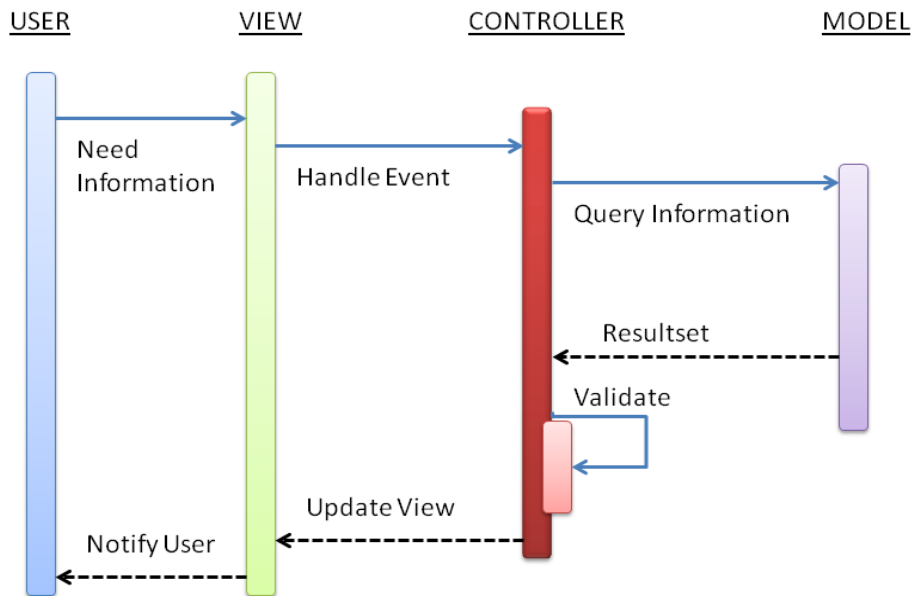 USER
VIEW
CONTROLLER
MODEL
Need
Information
Handle Event
Query Information
Resultset
Validate
Update View
Notify User